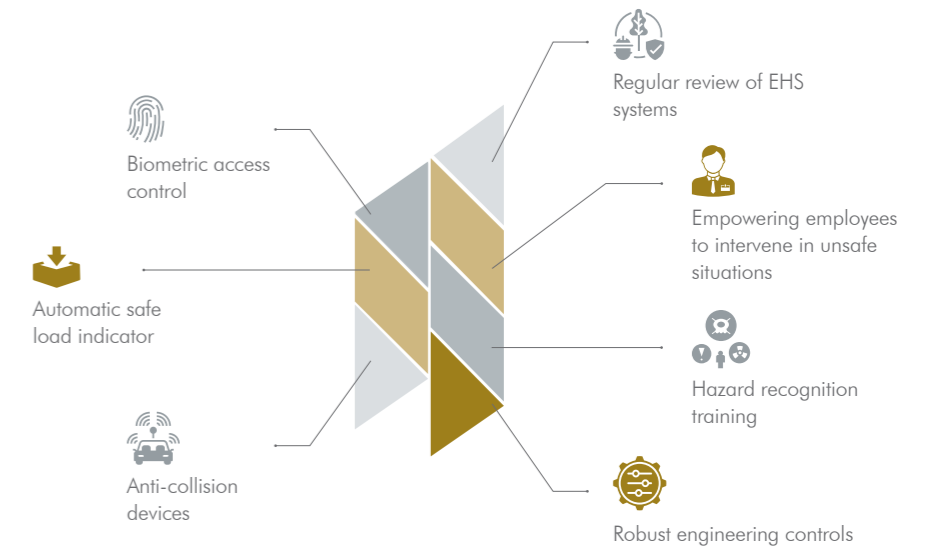 Regular review of EHS
systems
Biometric access
control
Empowering employees
to intervene in unsafe
situations
Automatic safe
load indicator
Hazard recognition
training
Anti-collision
devices
Robust engineering controls